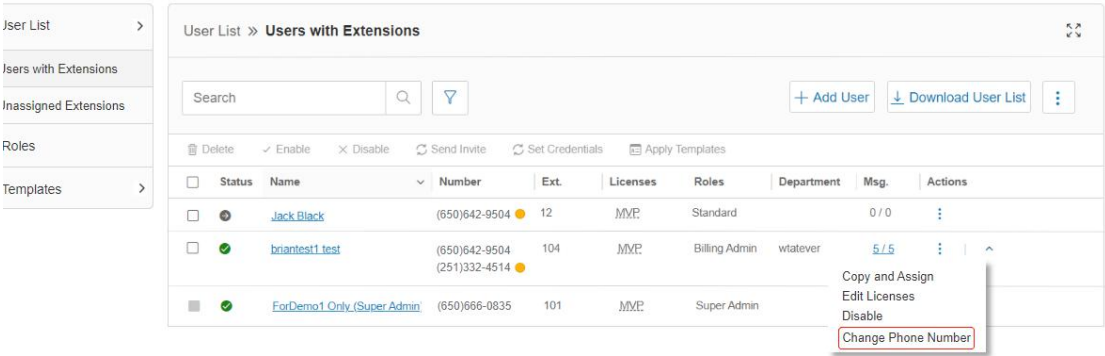 User List
User List » Users with Extensions
Users with Extensions
Search
Add User
Download User List
Unassigned Extensions
Roles
Delete
Enable
Disable
Send Invite
Set Credentials
Apply Templates
Templates
Status Name Number Ext. Licenses Roles Department Msg. Actions
Jack Black (650)642-9504 12 MVP Standard 0 / 0
briantest1 test (650)642-9504 104 MVP Billing Admin wtatever 5 / 5
(251)332-4514
Copy and Assign
Edit Licenses
Disable
ForDemo1 Only (Super Admin) (650)666-0835 101 MVP Super Admin
Change Phone Number